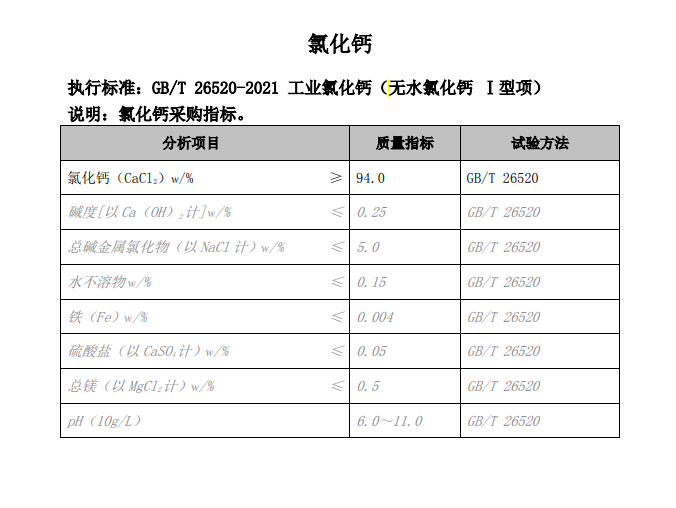 氯化钙
执行标准：GB/T 26520-2021 工业氯化钙（无水氯化钙 Ⅰ型项）
说明：氯化钙采购指标。
分析项目 质量指标 试验方法
氯化钙（CaCl₂）w/% ≥ 94.0 GB/T 26520
碱度[以Ca（OH）₂计]w/% ≤ 0.25 GB/T 26520
总碱金属氯化物（以NaCl计）w/% ≤ 5.0 GB/T 26520
水不溶物w/% ≤ 0.15 GB/T 26520
铁（Fe）w/% ≤ 0.004 GB/T 26520
硫酸盐（以CaSO₄计）w/% ≤ 0.05 GB/T 26520
总镁（以MgCl₂计）w/% ≤ 0.5 GB/T 26520
pH（10g/L） 6.0～11.0 GB/T 26520